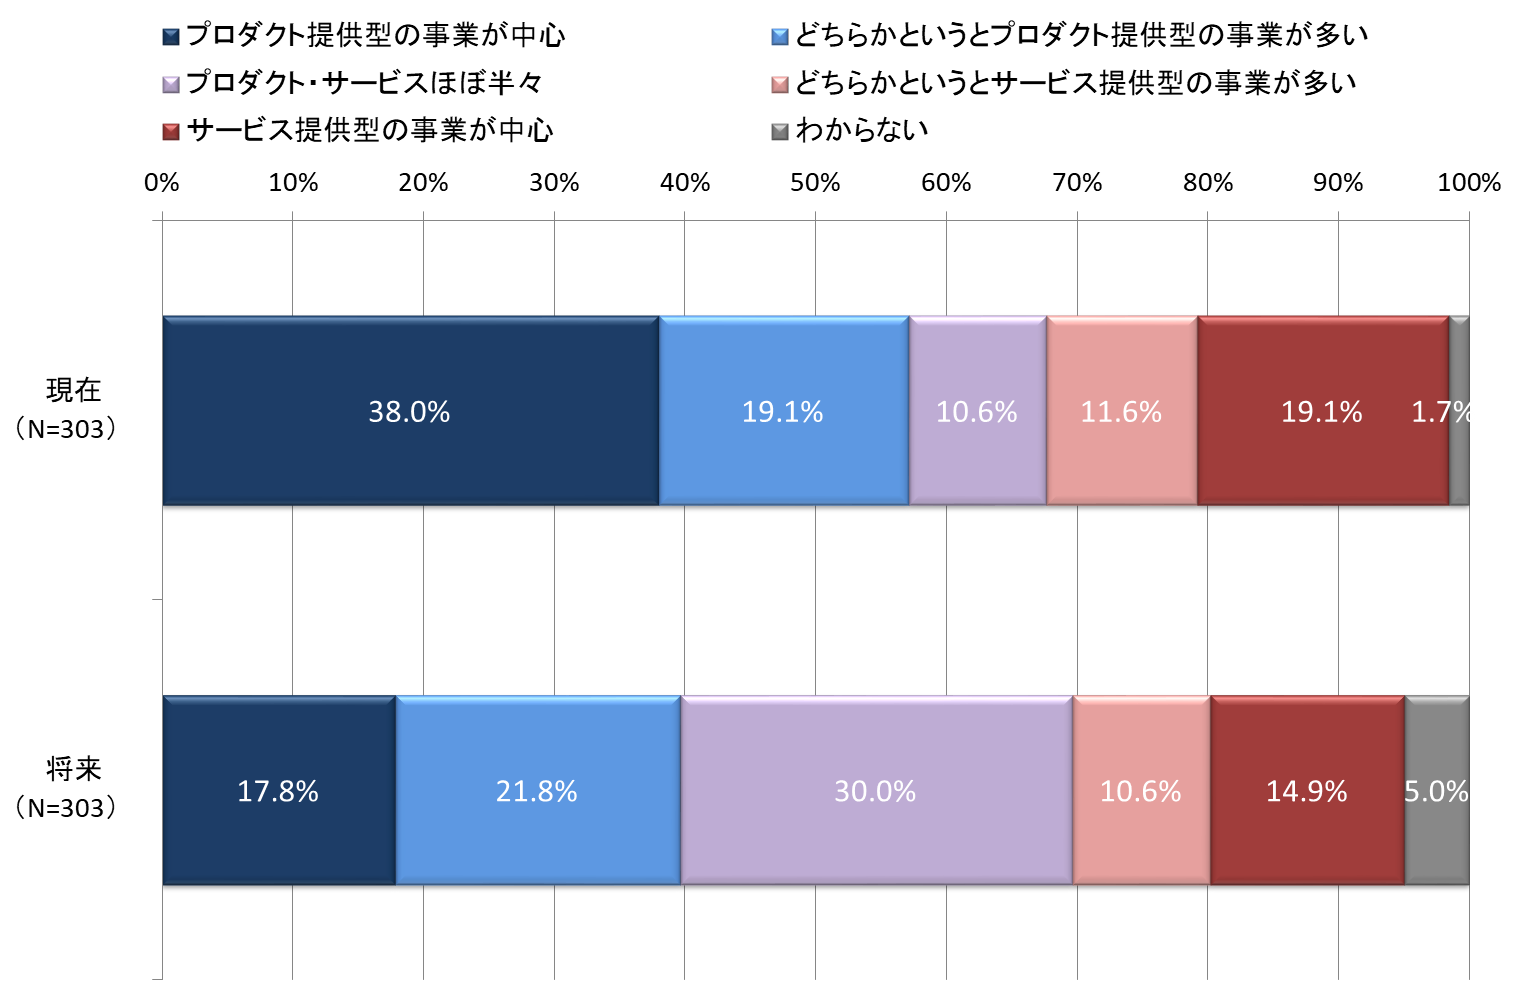 プロダクト提供型の事業が中心
どちらかというとプロダクト提供型の事業が多い
プロダクト・サービスほぼ半々
どちらかというとサービス提供型の事業が多い
サービス提供型の事業が中心
わからない
0% 10% 20% 30% 40% 50% 60% 70% 80% 90% 100%
現在
（N=303）
38.0% 19.1% 10.6% 11.6% 19.1% 1.7%
将来
（N=303）
17.8% 21.8% 30.0% 10.6% 14.9% 5.0%